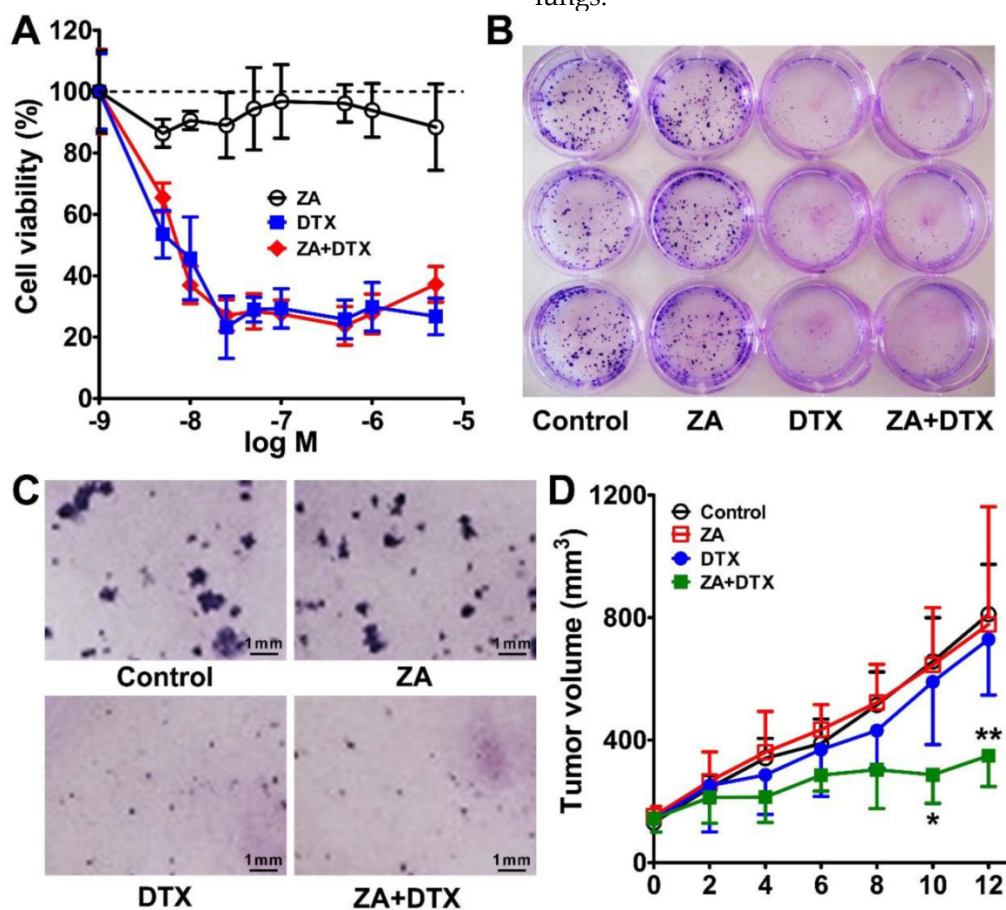 lungs.
A
120
100
80
60
40
20
0
Cell viability (%)
ZA
DTX
ZA+DTX
-9 -8 -7 -6 -5
log M
B
Control ZA DTX ZA+DTX
C
1mm 1mm
Control ZA
1mm 1mm
DTX ZA+DTX
D
1200
800
400
0
Tumor volume (mm³)
Control
ZA
DTX
ZA+DTX
*
**
0 2 4 6 8 10 12